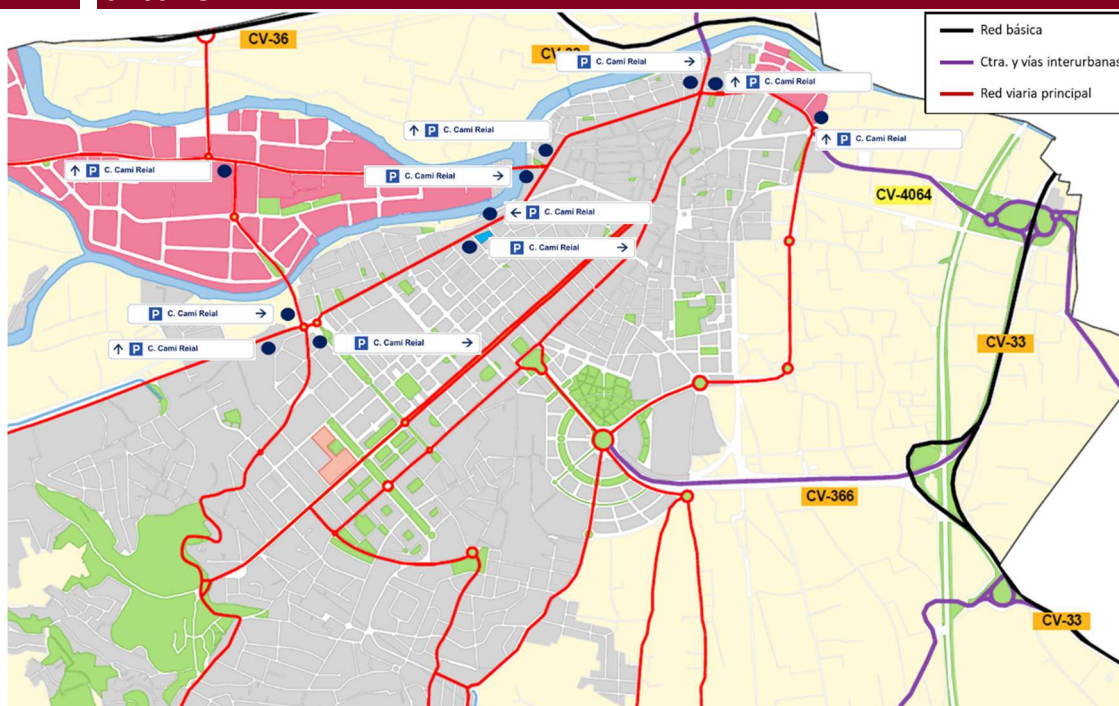 CV-36
Red básica
Ctra. y vías interurbanas
Red viaria principal
P C. Camí Reial →
↑ P C. Camí Reial
↑ P C. Camí Reial
↑ P C. Camí Reial
↑ P C. Camí Reial
P C. Camí Reial →
CV-4064
← P C. Camí Reial
P C. Camí Reial →
P C. Camí Reial →
P C. Camí Reial →
↑ P C. Camí Reial
CV-33
CV-366
CV-33